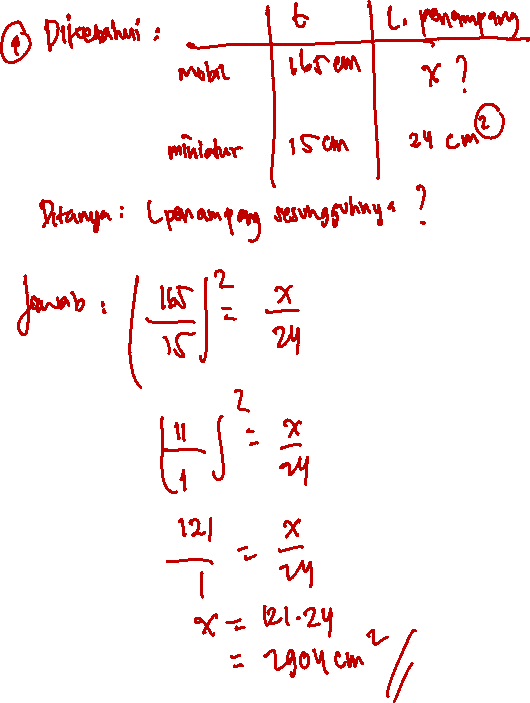 1 Diketahui :
t L. penampang
mobil 165 cm x ?
miniatur 15 cm 24 cm²
Ditanya : L penampang sesungguhnya ?
Jawab : (165/15)² = x/24
(11/1)² = x/24
121/1 = x/24
x = 121.24
= 2904 cm² //